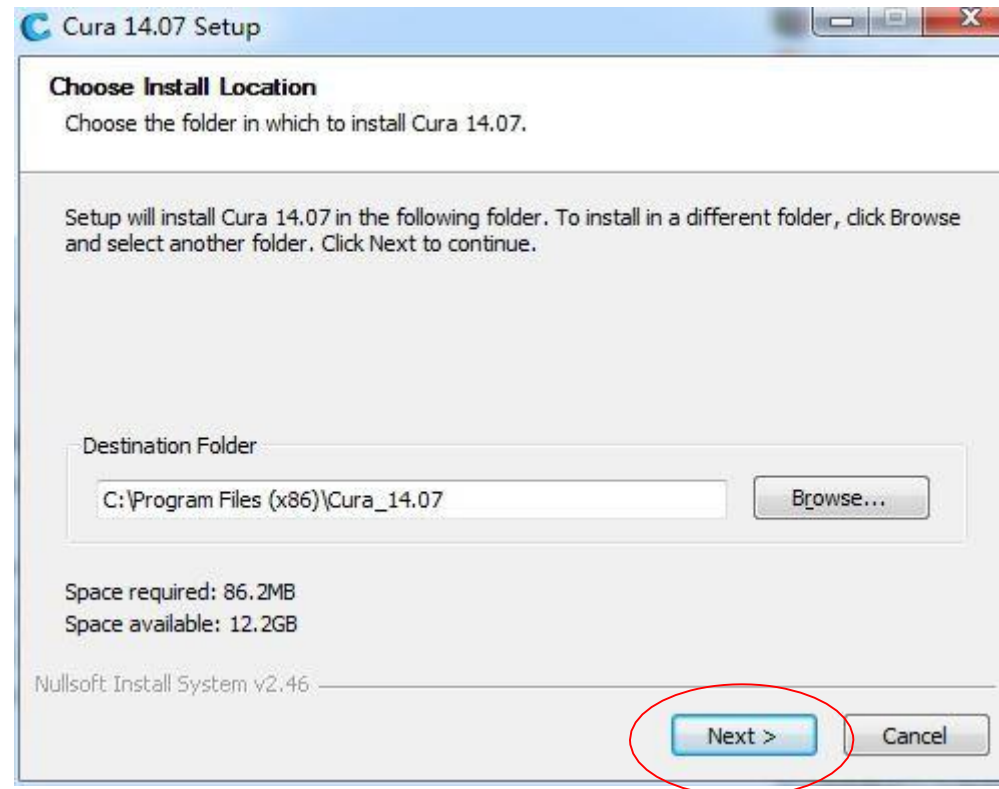 Cura 14.07 Setup
Choose Install Location
Choose the folder in which to install Cura 14.07.
Setup will install Cura 14.07 in the following folder. To install in a different folder, click Browse
and select another folder. Click Next to continue.
Destination Folder
C:\Program Files (x86)\Cura_14.07
Browse...
Space required: 86.2MB
Space available: 12.2GB
Nullsoft Install System v2.46
Next >
Cancel